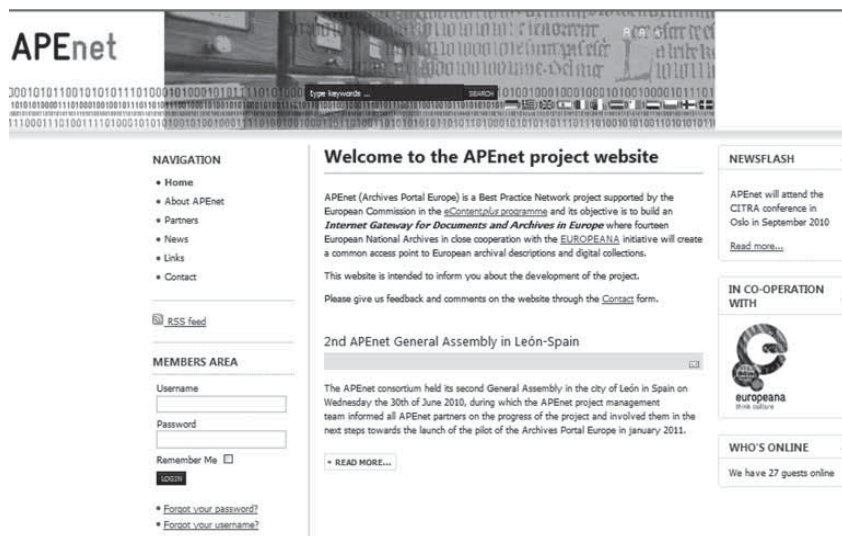 APEnet
A A A
type keywords ...
SEARCH
NAVIGATION
Home
About APEnet
Partners
News
Links
Contact
RSS feed
MEMBERS AREA
Username
Password
Remember Me
LOGIN
Forgot your password?
Forgot your username?
Welcome to the APEnet project website
APEnet (Archives Portal Europe) is a Best Practice Network project supported by the
European Commission in the eContentplus programme and its objective is to build an
Internet Gateway for Documents and Archives in Europe where fourteen
European National Archives in close cooperation with the EUROPEANA initiative will create
a common access point to European archival descriptions and digital collections.
This website is intended to inform you about the development of the project.
Please give us feedback and comments on the website through the Contact form.
2nd APEnet General Assembly in León-Spain
The APEnet consortium held its second General Assembly in the city of León in Spain on
Wednesday the 30th of June 2010, during which the APEnet project management
team informed all APEnet partners on the progress of the project and involved them in the
next steps towards the launch of the pilot of the Archives Portal Europe in january 2011.
READ MORE...
NEWSFLASH
APEnet will attend the
CITRA conference in
Oslo in September 2010
Read more...
IN CO-OPERATION
WITH
europeana
think culture
WHO'S ONLINE
We have 27 guests online